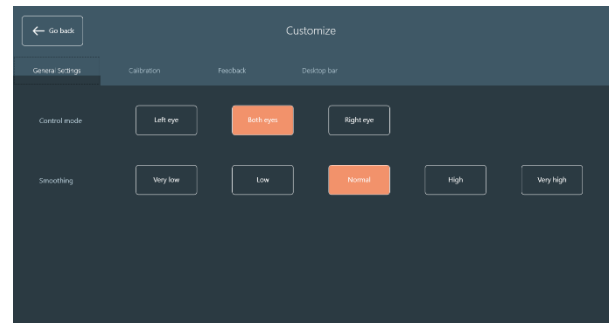 Go back
Customize
General Settings Calibration Feedback Desktop bar
Control mode Left eye Both eyes Right eye
Smoothing Very low Low Normal High Very high